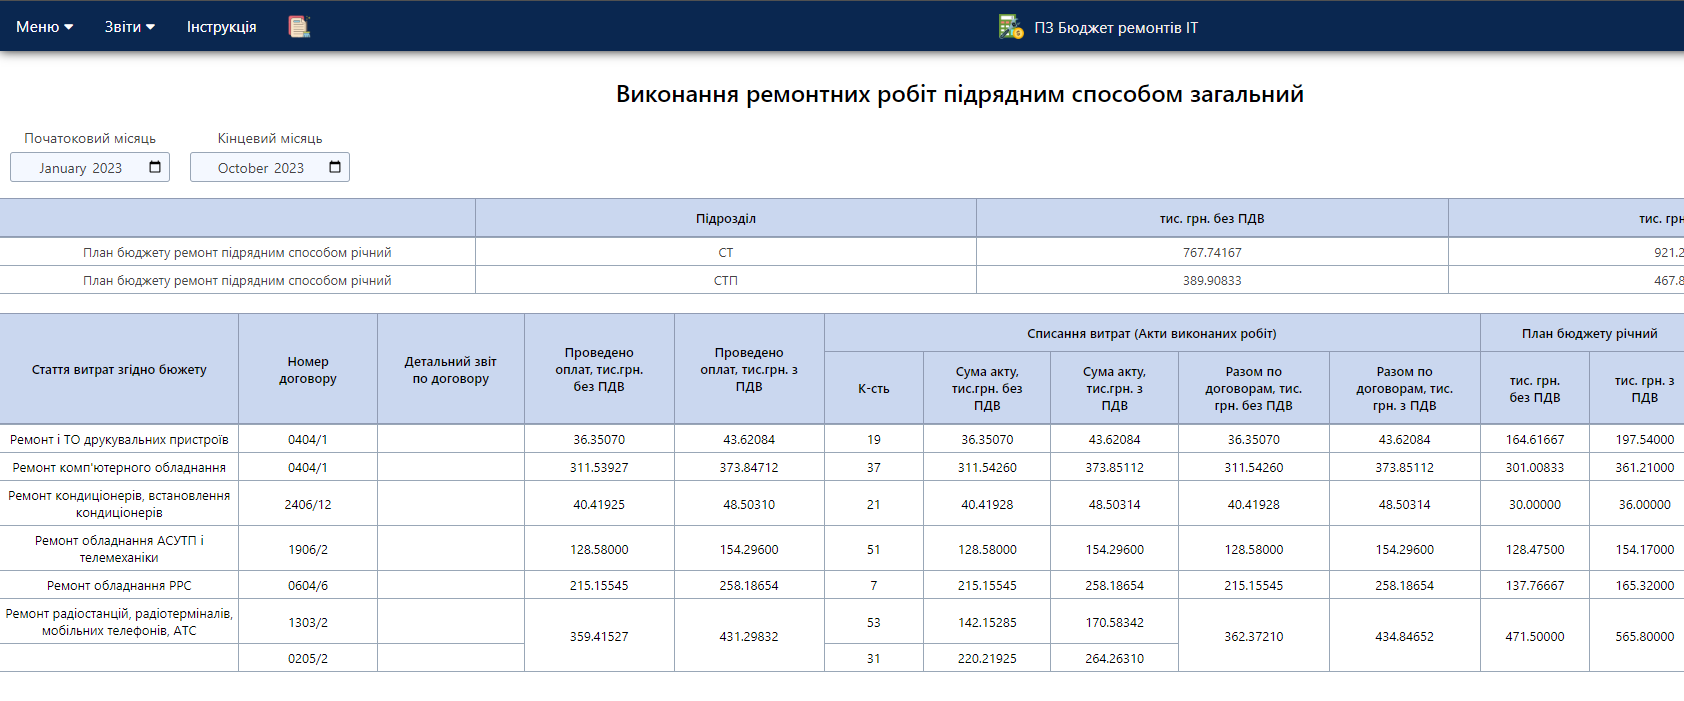 Меню Звіти Інструкція ПЗ Бюджет ремонтів ІТ
Виконання ремонтних робіт підрядним способом загальний
Початоковий місяць Кінцевий місяць
January 2023 October 2023
Підрозділ тис. грн. без ПДВ тис.
План бюджету ремонт підрядним способом річний СТ 767.74167 921.2
План бюджету ремонт підрядним способом річний СТП 389.90833 467.8
Стаття витрат згідно бюжету
Номер
договору
Детальний звіт
по договору
Проведено
оплат, тис.грн.
без ПДВ
Проведено
оплат, тис.грн. з
ПДВ
Списання витрат (Акти виконаних робіт)
К-сть
Сума акту,
тис.грн. без
ПДВ
Сума акту,
тис.грн. з
ПДВ
Разом по
договорам, тис.
грн. без ПДВ
Разом по
договорам, тис.
грн. з ПДВ
План бюджету річний
тис. грн.
без ПДВ
тис. грн. з
ПДВ
Ремонт і ТО друкувальних пристроїв 0404/1 36.35070 43.62084 19 36.35070 43.62084 36.35070 43.62084 164.61667 197.54000
Ремонт комп'ютерного обладнання 0404/1 311.53927 373.84712 37 311.54260 373.85112 311.54260 373.85112 301.00833 361.21000
Ремонт кондиціонерів, встановлення
кондиціонерів
2406/12 40.41925 48.50310 21 40.41928 48.50314 40.41928 48.50314 30.00000 36.00000
Ремонт обладнання АСУТП і
телемеханіки
1906/2 128.58000 154.29600 51 128.58000 154.29600 128.58000 154.29600 128.47500 154.17000
Ремонт обладнання РРС 0604/6 215.15545 258.18654 7 215.15545 258.18654 215.15545 258.18654 137.76667 165.32000
Ремонт радіостанцій, радіотерміналів,
мобільних телефонів, АТС
1303/2 359.41527 431.29832 53 142.15285 170.58342 362.37210 434.84652 471.50000 565.80000
0205/2 31 220.21925 264.26310